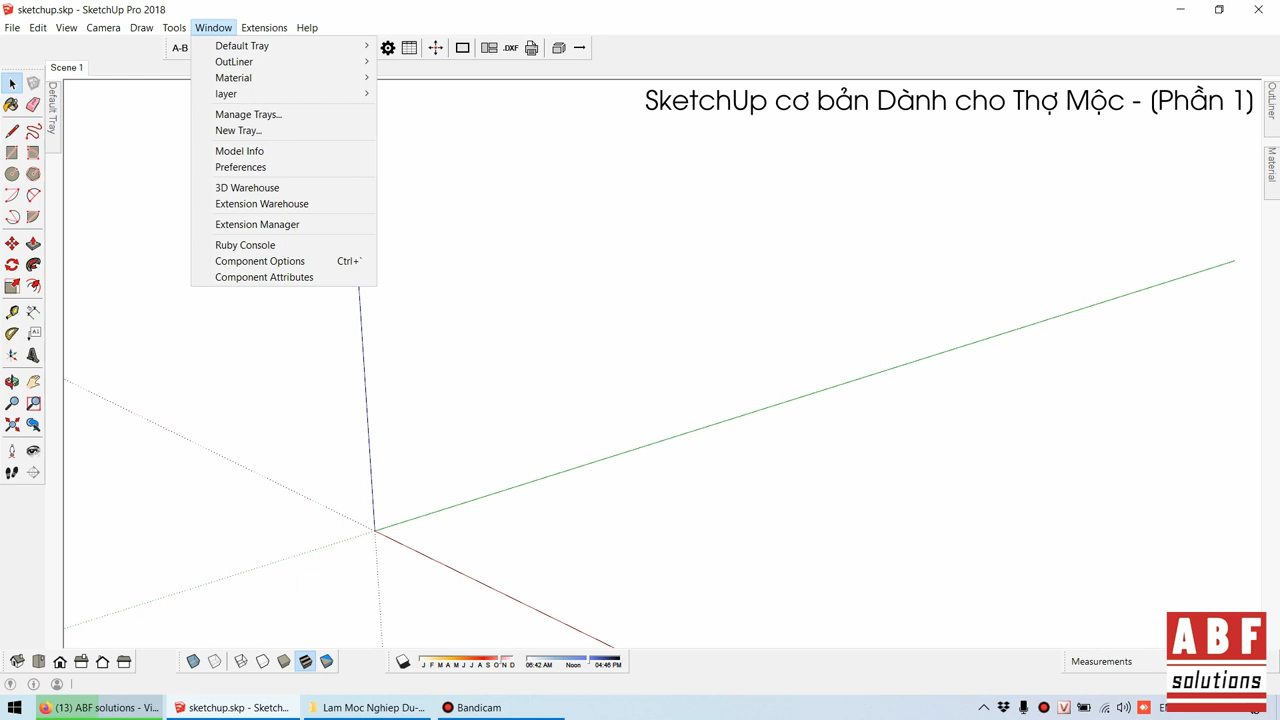 sketchup.skp - SketchUp Pro 2018
File Edit View Camera Draw Tools Window Extensions Help
A-B
.DXF
Default Tray
OutLiner
Material
layer
Manage Trays...
New Tray...
Model Info
Preferences
3D Warehouse
Extension Warehouse
Extension Manager
Ruby Console
Component Options Ctrl+`
Component Attributes
Scene 1
Default Tray
SketchUp cơ bản Dành cho Thợ Mộc - (Phần 1)
OutLiner
Material
A1
ABF
solutions
J F M A M J J A S O N D
06:42 AM Noon 04:46 PM
Measurements
(13) ABF solutions - Vi...
sketchup.skp - Sketch...
Lam Moc Nghiep Du-...
Bandicam